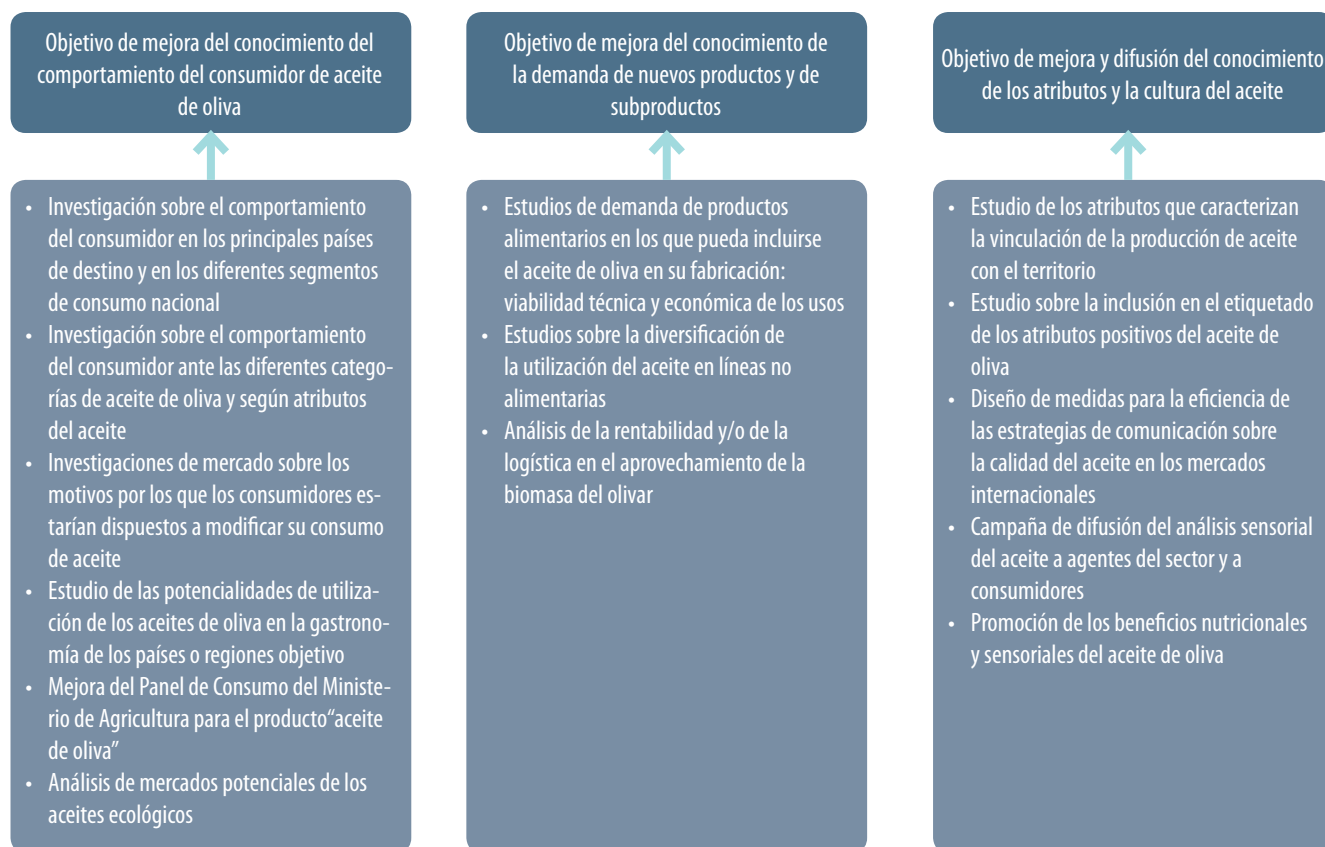 Objetivo de mejora del conocimiento del
comportamiento del consumidor de aceite
de oliva
• Investigación sobre el comportamiento
del consumidor en los principales países
de destino y en los diferentes segmentos
de consumo nacional
• Investigación sobre el comportamiento
del consumidor ante las diferentes catego-
rías de aceite de oliva y según atributos
del aceite
• Investigaciones de mercado sobre los
motivos por los que los consumidores es-
tarían dispuestos a modificar su consumo
de aceite
• Estudio de las potencialidades de utiliza-
ción de los aceites de oliva en la gastrono-
mía de los países o regiones objetivo
• Mejora del Panel de Consumo del Ministe-
rio de Agricultura para el producto“aceite
de oliva”
• Análisis de mercados potenciales de los
aceites ecológicos
Objetivo de mejora del conocimiento de
la demanda de nuevos productos y de
subproductos
• Estudios de demanda de productos
alimentarios en los que pueda incluirse
el aceite de oliva en su fabricación:
viabilidad técnica y económica de los usos
• Estudios sobre la diversificación de
la utilización del aceite en líneas no
alimentarias
• Análisis de la rentabilidad y/o de la
logística en el aprovechamiento de la
biomasa del olivar
Objetivo de mejora y difusión del conocimiento
de los atributos y la cultura del aceite
• Estudio de los atributos que caracterizan
la vinculación de la producción de aceite
con el territorio
• Estudio sobre la inclusión en el etiquetado
de los atributos positivos del aceite de
oliva
• Diseño de medidas para la eficiencia de
las estrategias de comunicación sobre
la calidad del aceite en los mercados
internacionales
• Campaña de difusión del análisis sensorial
del aceite a agentes del sector y a
consumidores
• Promoción de los beneficios nutricionales
y sensoriales del aceite de oliva